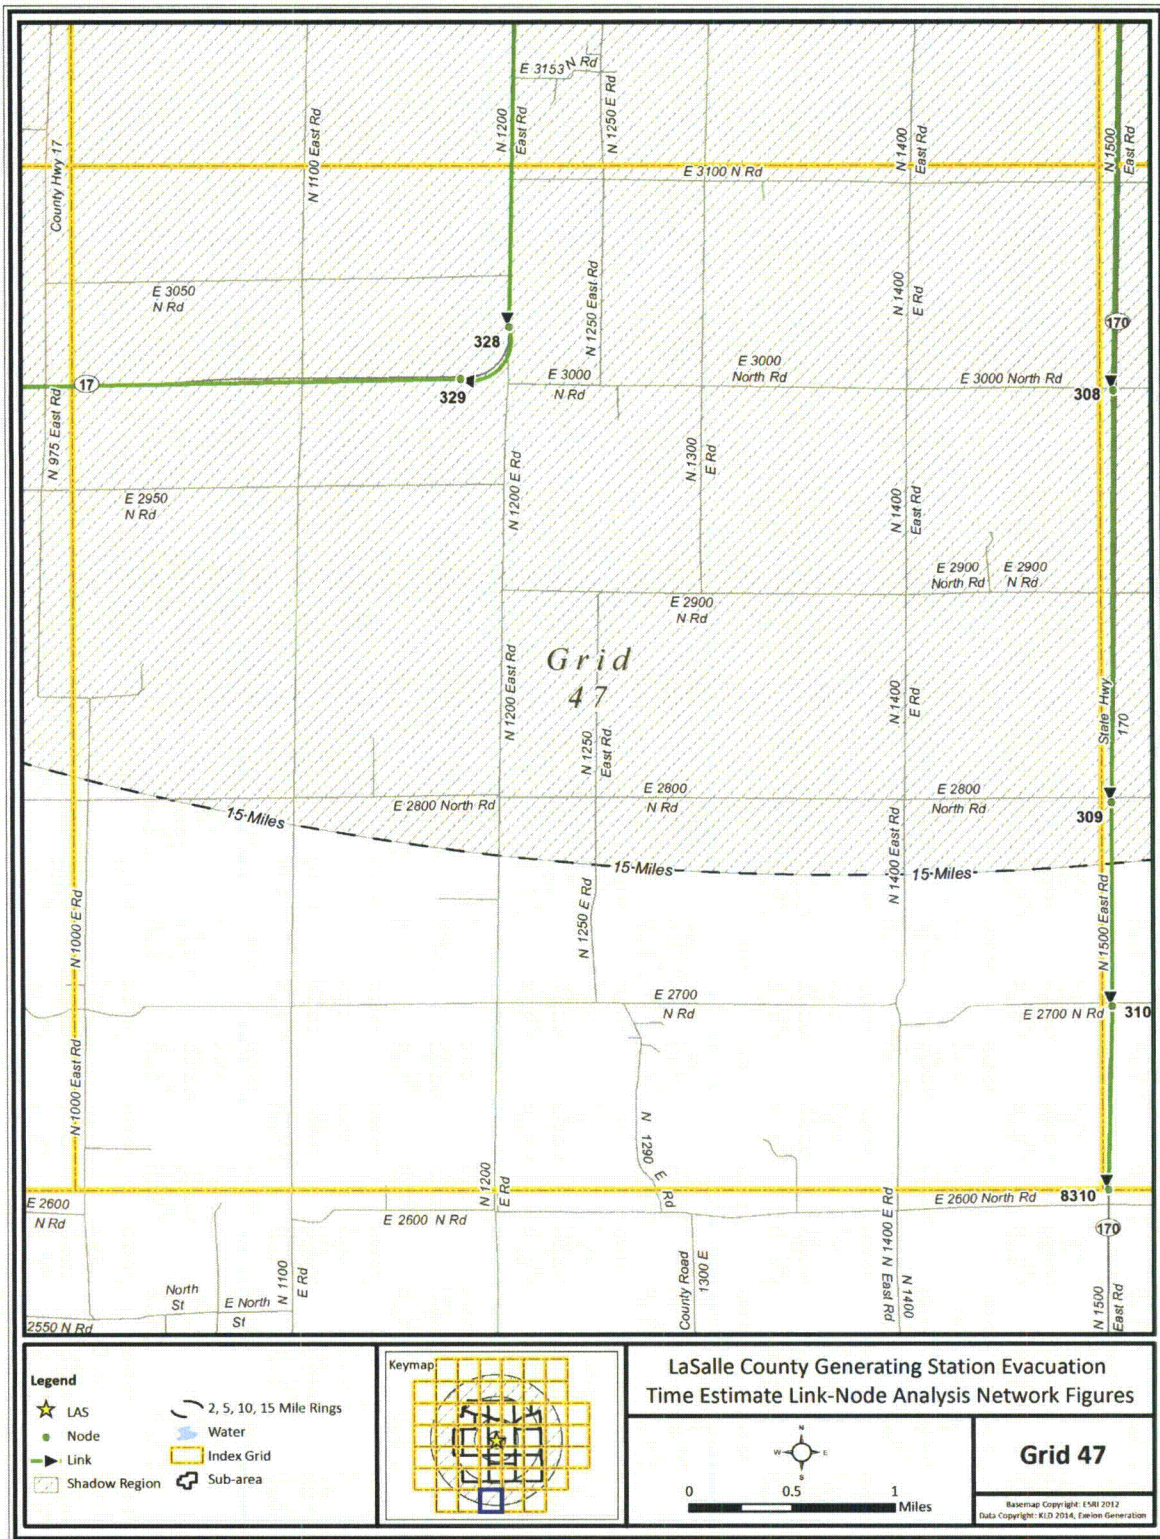 E 3153 N Rd
County Hwy 17
N 1100 East Rd
N 1200
East Rd
N 1250 E Rd
N 1400
East Rd
N 1500
East Rd
E 3100 N Rd
E 3050
N Rd
N 1250 East Rd
N 1400
E Rd
170
328
17
329
E 3000
N Rd
E 3000
North Rd
E 3000 North Rd
308
N 975 East Rd
E 2950
N Rd
N 1200 E Rd
N 1300
E Rd
N 1400
East Rd
E 2900
North Rd
E 2900
N Rd
E 2900
N Rd
Grid
47
N 1200 East Rd
N 1250
East Rd
N 1400
E Rd
State Hwy
170
15 Miles
E 2800 North Rd
E 2800
N Rd
E 2800
North Rd
309
15 Miles
15 Miles
N 1400 East Rd
N 1000 E Rd
N 1250 E Rd
N 1500 East Rd
E 2700
N Rd
E 2700 N Rd
310
N 1000 East Rd
N 1290 E Rd
N 1200
E Rd
E 2600
N Rd
E 2600 N Rd
E 2600 North Rd
8310
170
N 1100
E Rd
North
St
E North
St
2550 N Rd
County Road
1300 E
N 1400 E Rd
N East Rd
N 1400
N 1500
East Rd
Legend
LAS
Node
Link
Shadow Region
2, 5, 10, 15 Mile Rings
Water
Index Grid
Sub-area
Keymap
LaSalle County Generating Station Evacuation
Time Estimate Link-Node Analysis Network Figures
N
W E
S
0 0.5 1
Miles
Grid 47
Basemap Copyright: ESRI 2012
Data Copyright: KLD 2014, Exelon Generation